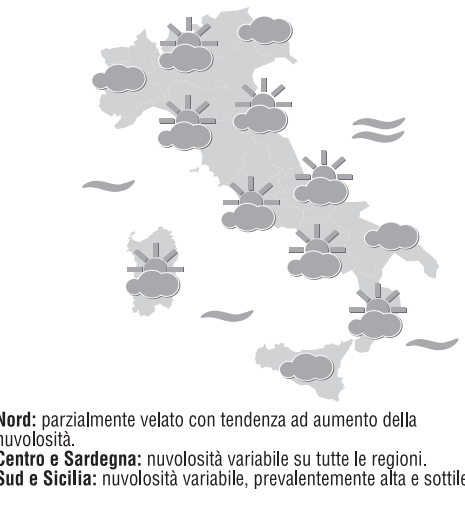 Nord: parzialmente velato con tendenza ad aumento della
nuvolosità.
Centro e Sardegna: nuvolosità variabile su tutte le regioni.
Sud e Sicilia: nuvolosità variabile, prevalentemente alta e sottile